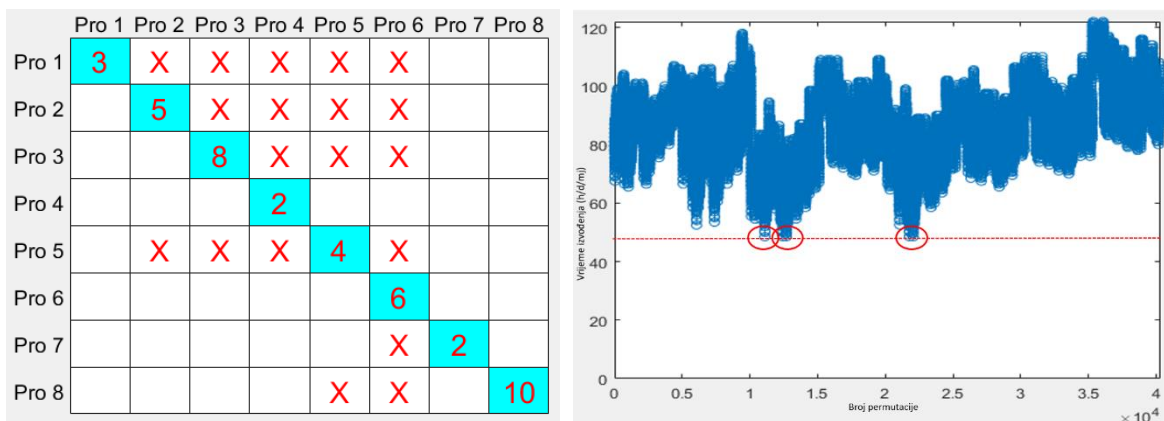 Pro 1 Pro 2 Pro 3 Pro 4 Pro 5 Pro 6 Pro 7 Pro 8
Pro 1 3 X X X X X
Pro 2 5 X X X X
Pro 3 8 X X X
Pro 4 2
Pro 5 X X X 4 X
Pro 6 6
Pro 7 X 2
Pro 8 X X 10
Vrijeme izvođenja (h/d/mi)
120
100
80
60
40
20
0
0 0.5 1 1.5 2 2.5 3 3.5 4
Broj permutacije
× 10^4